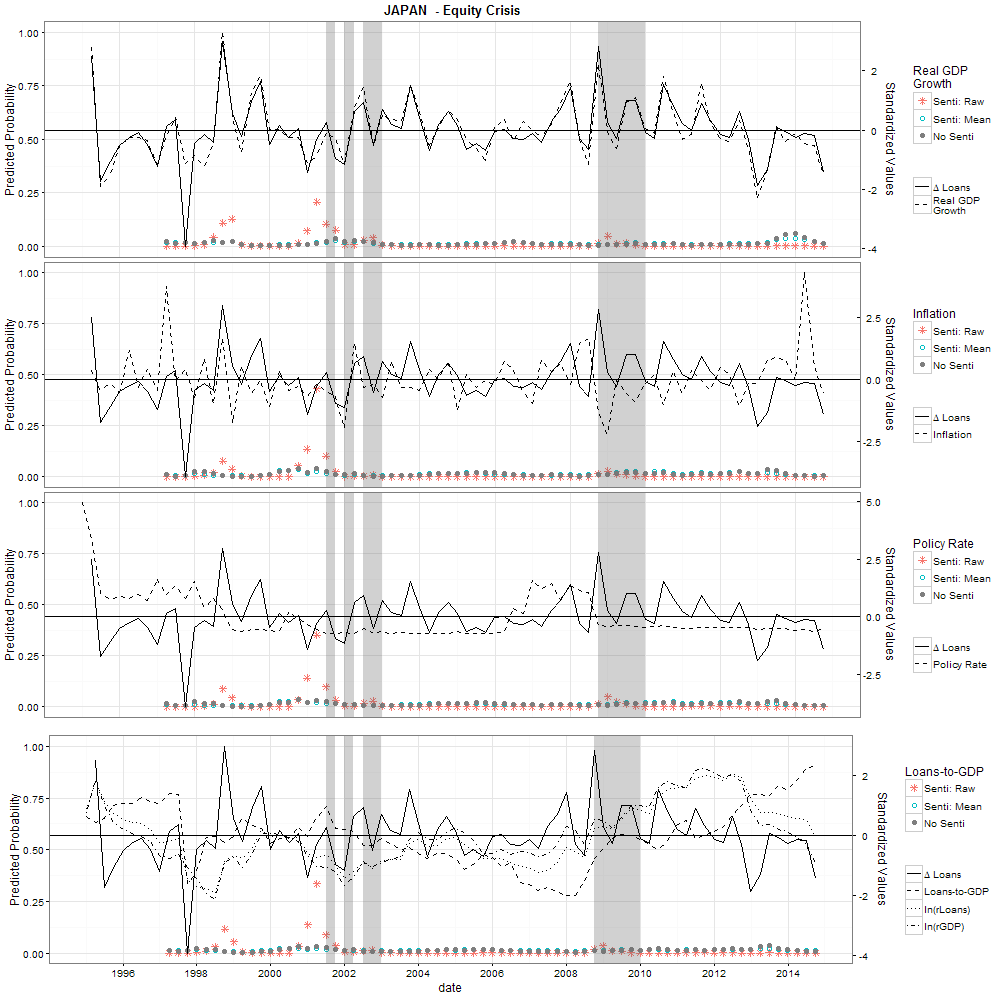 JAPAN - Equity Crisis
1.00
0.75
0.50
0.25
0.00
Predicted Probability
2
0
-2
-4
Standardized Values
Real GDP
Growth
Senti: Raw
Senti: Mean
No Senti
Δ Loans
Real GDP
Growth
1.00
0.75
0.50
0.25
0.00
Predicted Probability
2.5
0.0
-2.5
Standardized Values
Inflation
Senti: Raw
Senti: Mean
No Senti
Δ Loans
Inflation
1.00
0.75
0.50
0.25
0.00
Predicted Probability
5.0
2.5
0.0
-2.5
Standardized Values
Policy Rate
Senti: Raw
Senti: Mean
No Senti
Δ Loans
Policy Rate
1.00
0.75
0.50
0.25
0.00
Predicted Probability
2
0
-2
-4
Standardized Values
Loans-to-GDP
Senti: Raw
Senti: Mean
No Senti
Δ Loans
Loans-to-GDP
ln(rLoans)
ln(rGDP)
1996
1998
2000
2002
2004
2006
2008
2010
2012
2014
date